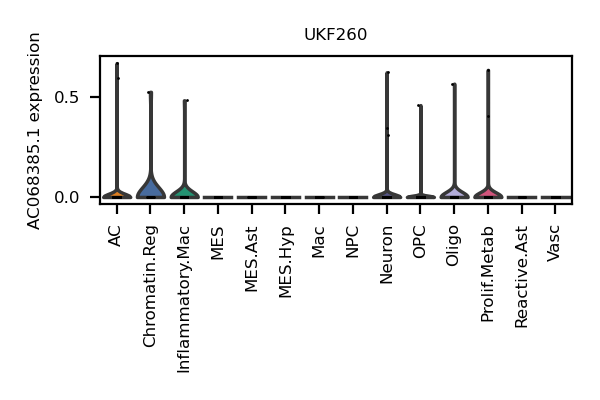 UKF260
AC068385.1 expression
0.5
0.0
AC
Chromatin.Reg
Inflammatory.Mac
MES
MES.Ast
MES.Hyp
Mac
NPC
Neuron
OPC
Oligo
Prolif.Metab
Reactive.Ast
Vasc